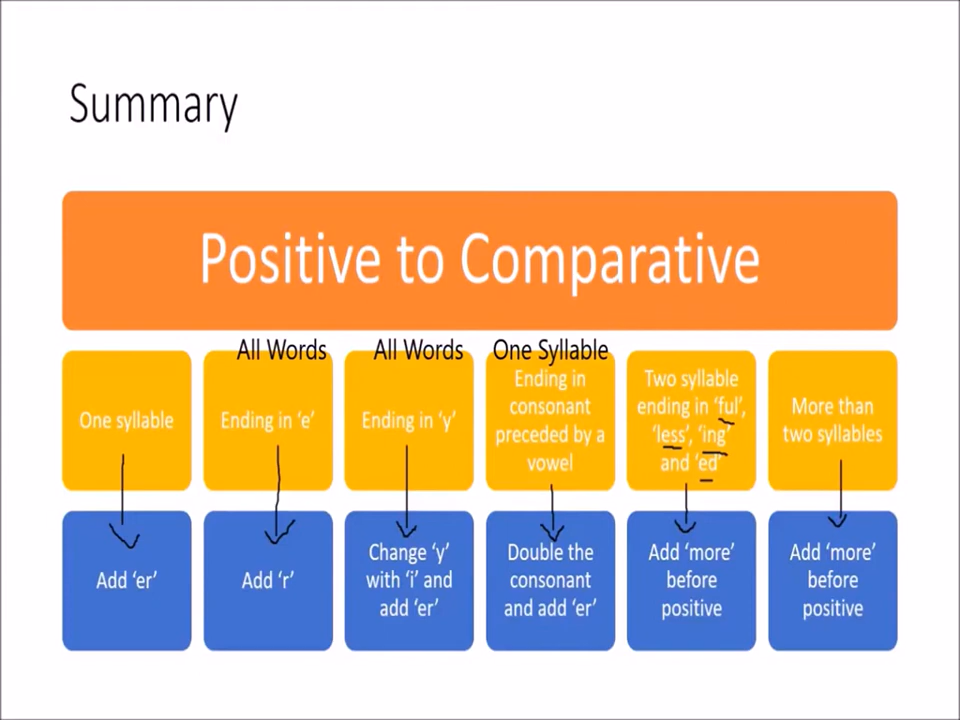 Summary
Positive to Comparative
All Words
All Words
One Syllable
One syllable
Ending in 'e'
Ending in 'y'
Ending in
consonant
preceded by a
vowel
Two syllable
ending in 'ful',
'less', 'ing'
and 'ed'
More than
two syllables
Add 'er'
Add 'r'
Change 'y'
with 'i' and
add 'er'
Double the
consonant
and add 'er'
Add 'more'
before
positive
Add 'more'
before
positive